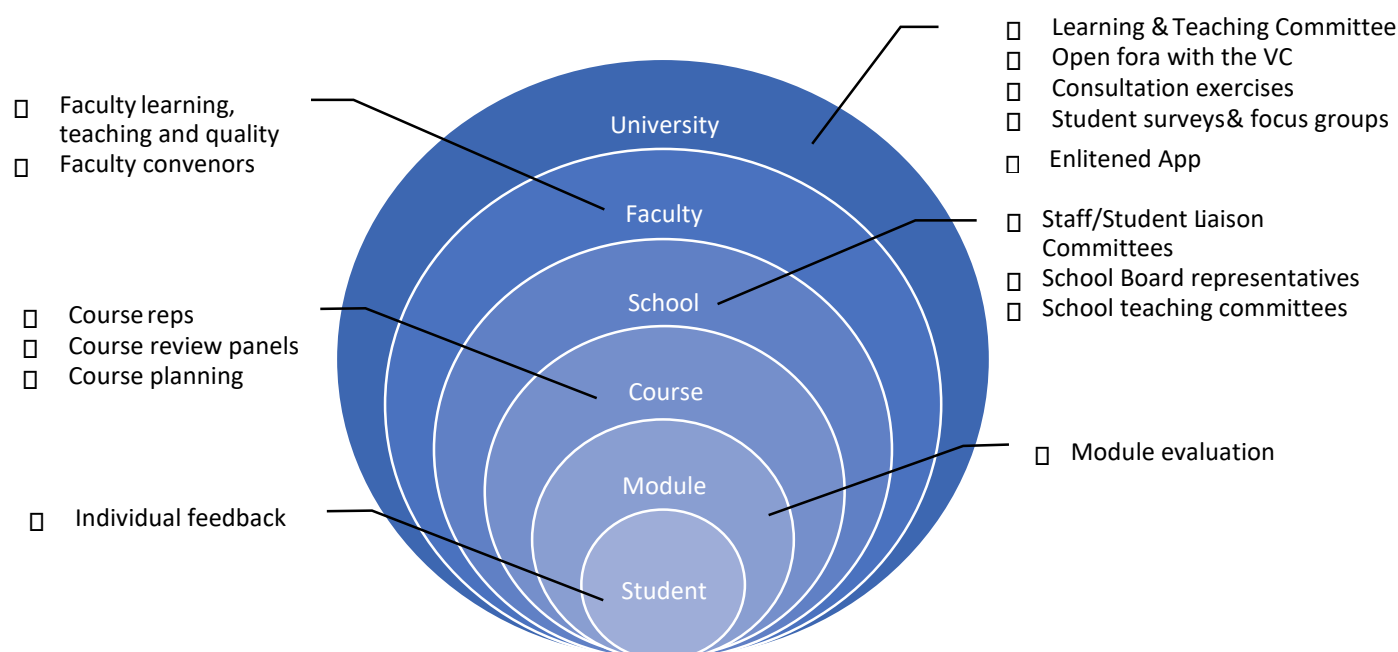 Learning & Teaching Committee
Open fora with the VC
Consultation exercises
Student surveys& focus groups
Enlitened App
Faculty learning,
teaching and quality
Faculty convenors
University
Faculty
Staff/Student Liaison
Committees
School Board representatives
School teaching committees
School
Course reps
Course review panels
Course planning
Course
Module evaluation
Module
Individual feedback
Student